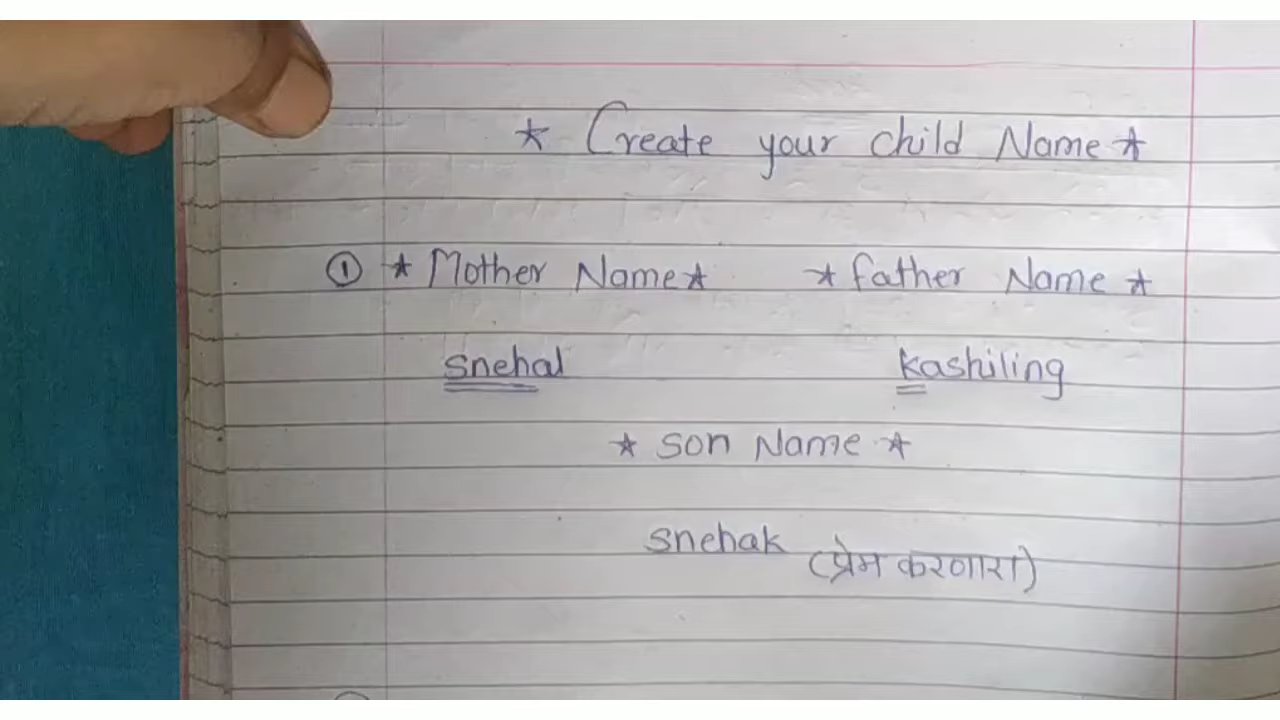 ★ Create your child Name ★
① ★ Mother Name ★ ★ father Name ★
snehal kashiling
★ son Name ★
snehak (प्रेम करणारा)